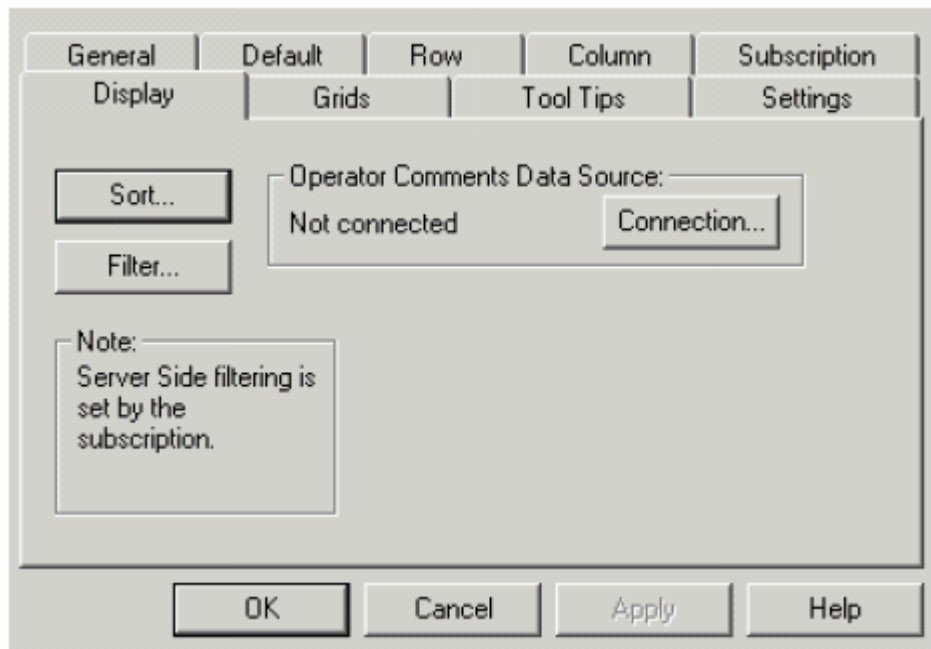 General Default Row Column Subscription
Display Grids Tool Tips Settings
Sort...
Filter...
Operator Comments Data Source:
Not connected Connection...
Note:
Server Side filtering is
set by the
subscription.
OK Cancel Apply Help